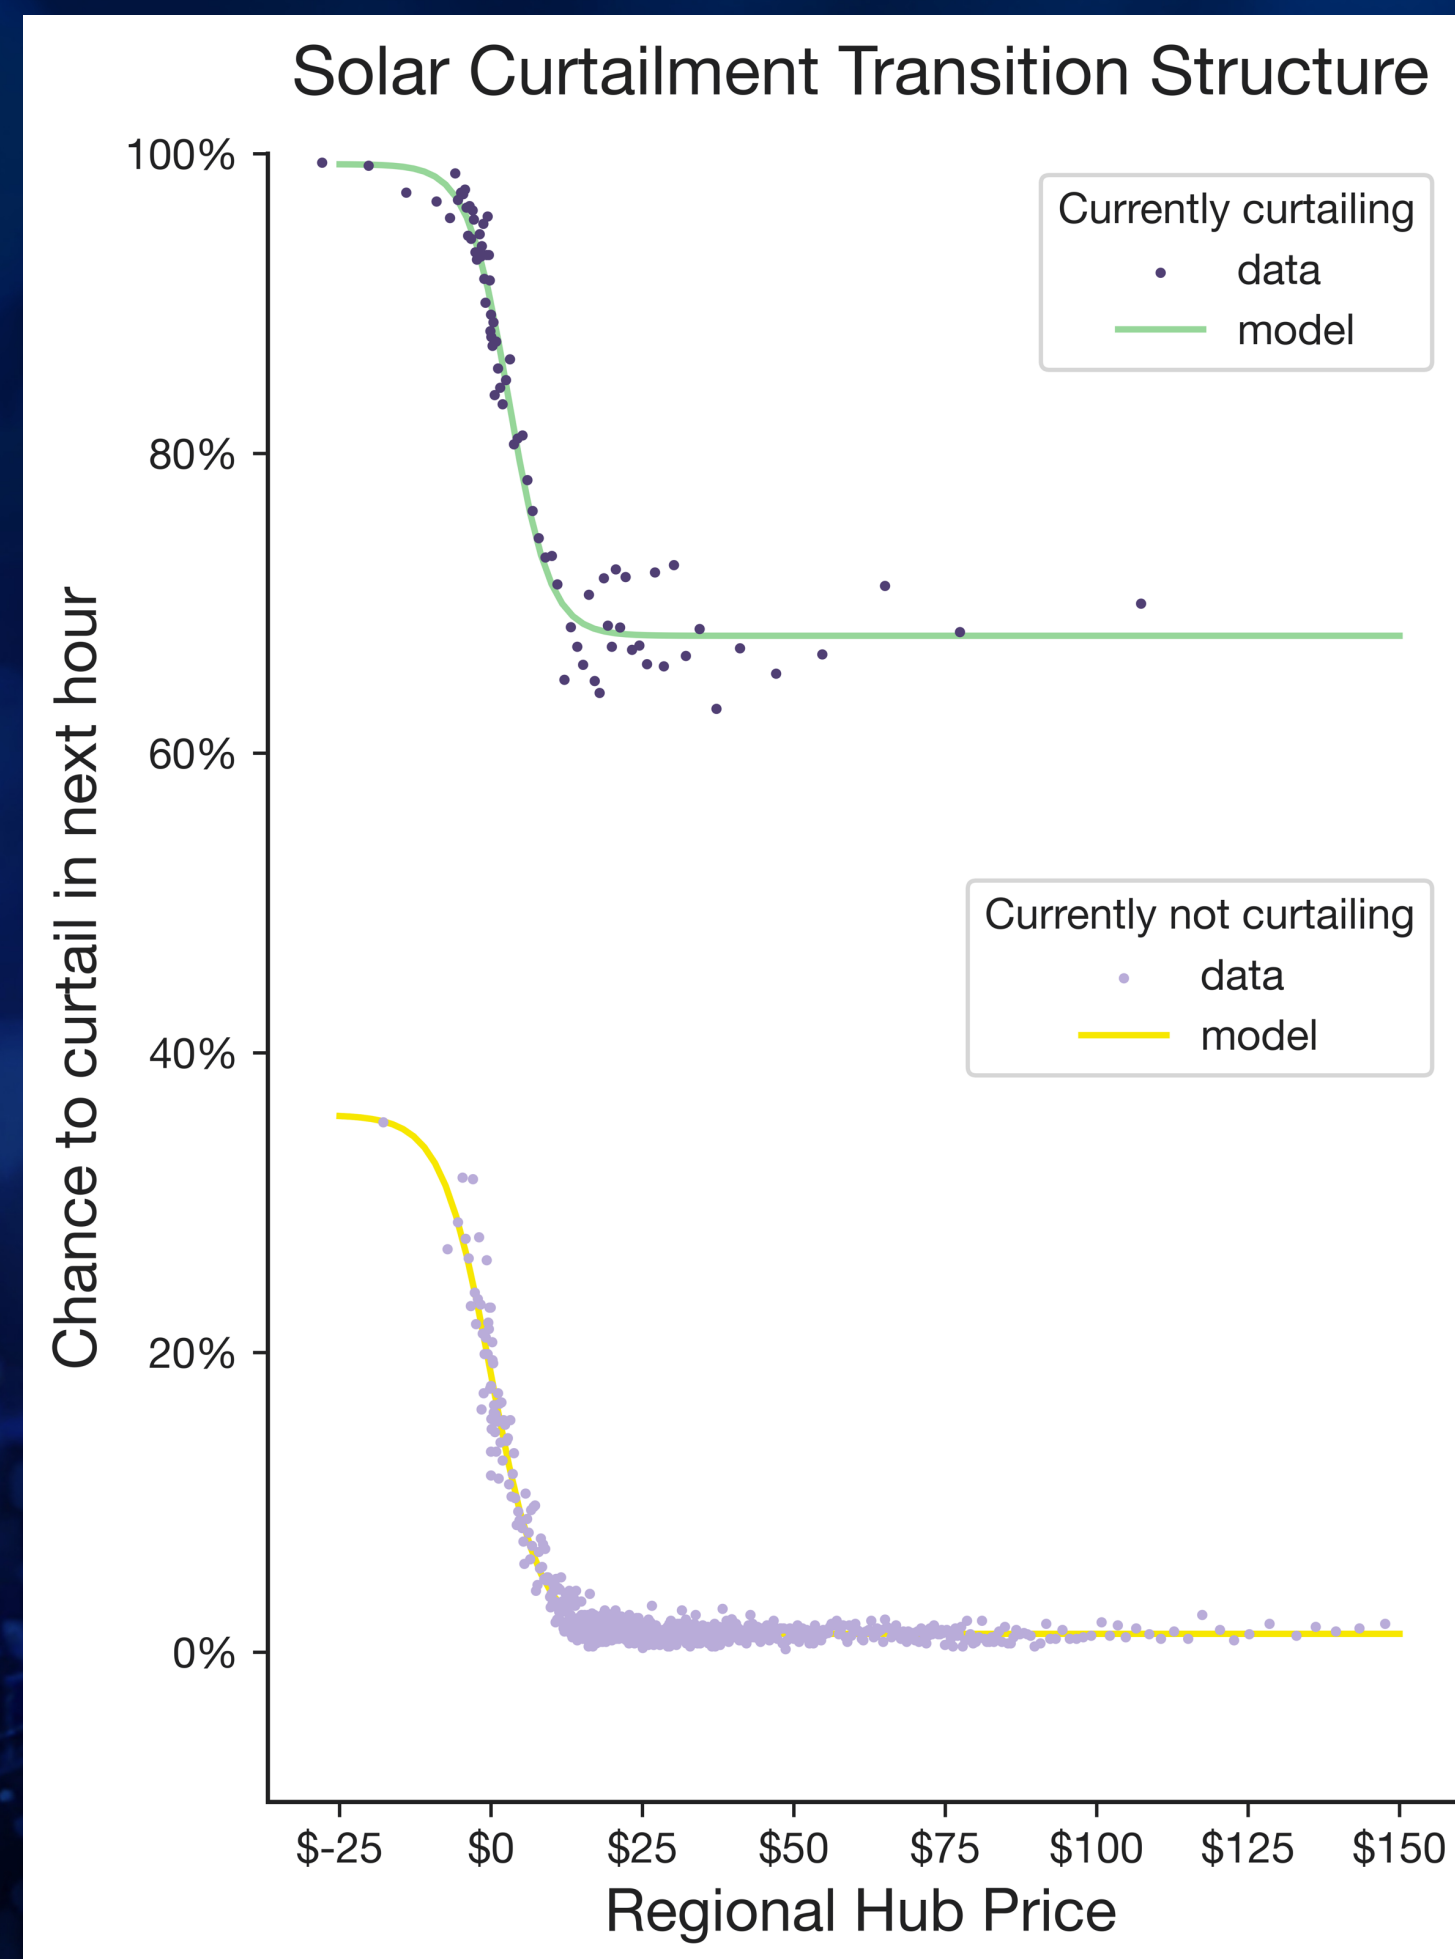 Solar Curtailment Transition Structure
100%
80%
60%
40%
20%
0%
Chance to curtail in next hour
Currently curtailing
data
model
Currently not curtailing
data
model
$-25 $0 $25 $50 $75 $100 $125 $150
Regional Hub Price